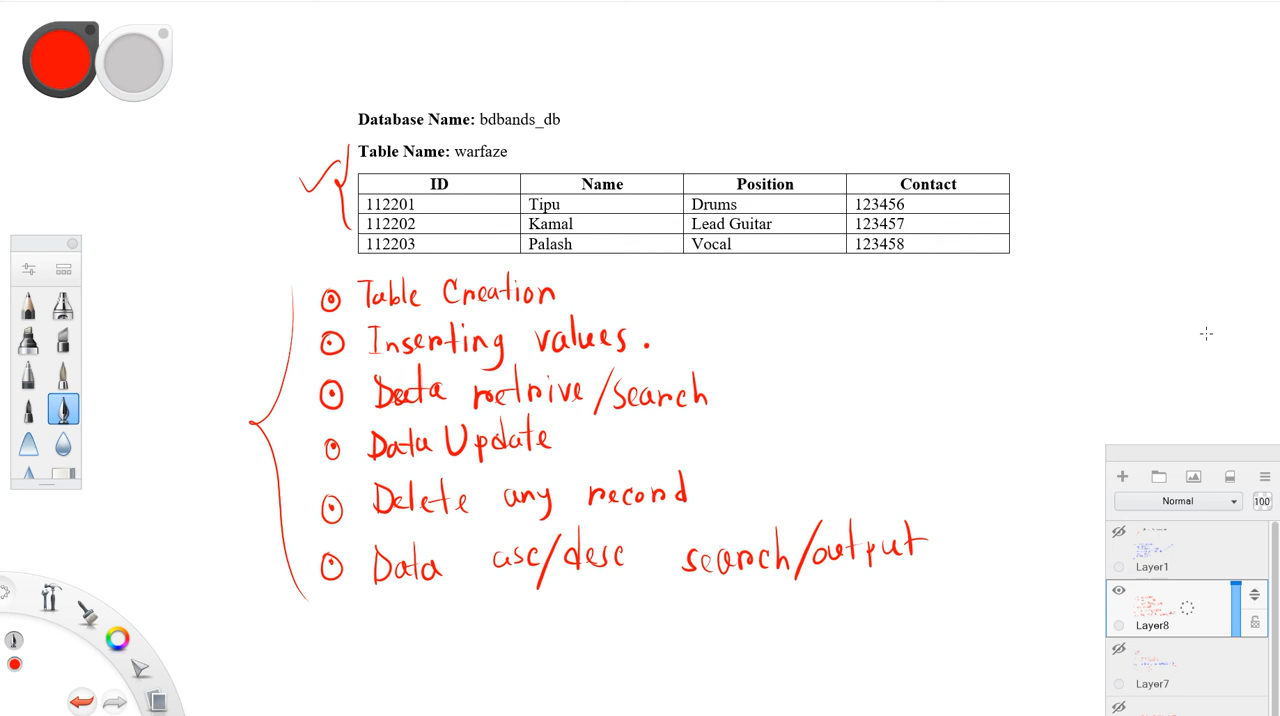 Database Name: bdbands_db
Table Name: warfaze
ID Name Position Contact
112201 Tipu Drums 123456
112202 Kamal Lead Guitar 123457
112203 Palash Vocal 123458
Table Creation
Inserting values.
Data retrive/search
Data Update
Delete any record
Data asc/desc search/output
Normal 100
Layer1
Layer8
Layer7